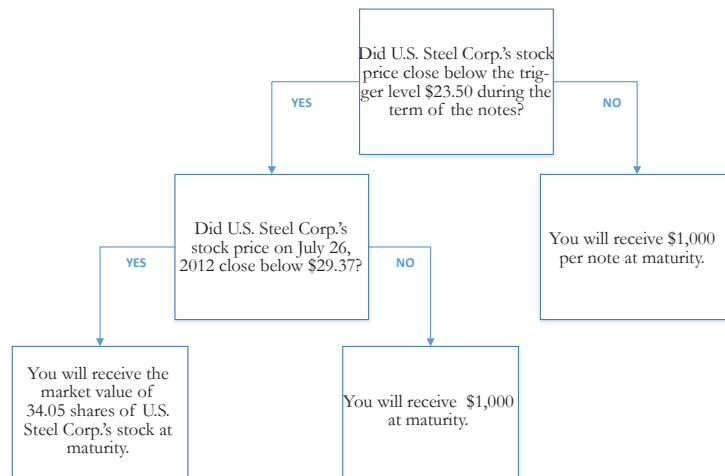 Did U.S. Steel Corp.'s stock
price close below the trig-
ger level $23.50 during the
term of the notes?
YES
NO
Did U.S. Steel Corp.'s
stock price on July 26,
2012 close below $29.37?
You will receive $1,000
per note at maturity.
YES
NO
You will receive the
market value of
34.05 shares of U.S.
Steel Corp.'s stock at
maturity.
You will receive $1,000
at maturity.